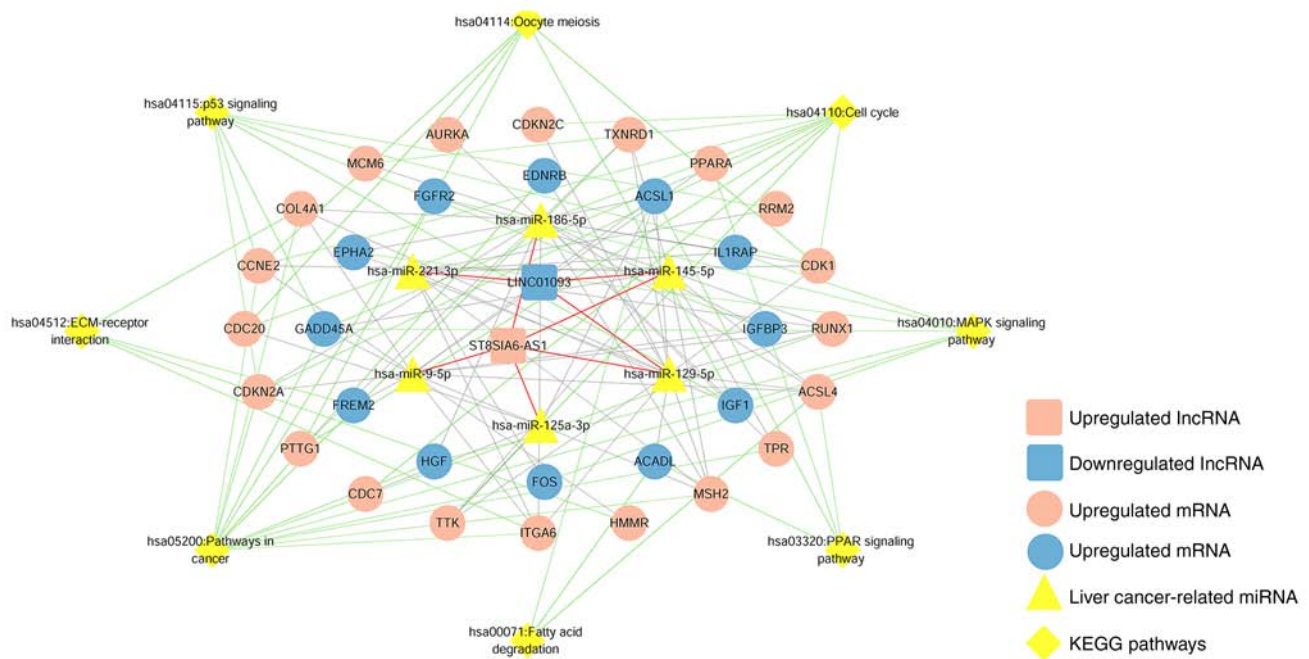 hsa04114:Oocyte meiosis
hsa04115:p53 signaling
pathway
hsa04110:Cell cycle
CDKN2C
AURKA
TXNRD1
MCM6
PPARA
EDNRB
FGFR2
ACSL1
COL4A1
RRM2
hsa-miR-186-5p
EPHA2
IL1RAP
CCNE2
CDK1
hsa-miR-221-3p
hsa-miR-145-5p
LINC01093
hsa04512:ECM-receptor
interaction
CDC20
GADD45A
IGFBP3
RUNX1
hsa04010:MAPK signaling
pathway
ST8SIA6-AS1
hsa-miR-9-5p
hsa-miR-129-5p
CDKN2A
ACSL4
FREM2
IGF1
hsa-miR-125a-3p
PTTG1
TPR
HGF
ACADL
FOS
CDC7
MSH2
TTK
HMMR
ITGA6
hsa05200:Pathways in
cancer
hsa03320:PPAR signaling
pathway
hsa00071:Fatty acid
degradation
Upregulated lncRNA
Downregulated lncRNA
Upregulated mRNA
Upregulated mRNA
Liver cancer-related miRNA
KEGG pathways